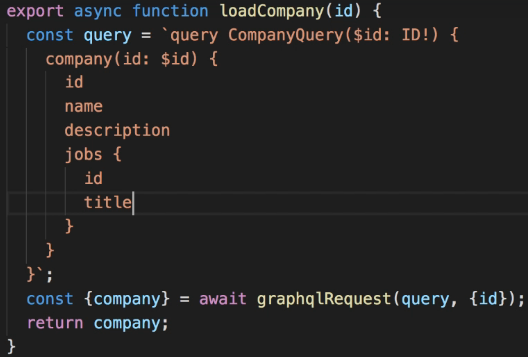 export async function loadCompany(id) {
  const query = `query CompanyQuery($id: ID!) {
    company(id: $id) {
      id
      name
      description
      jobs {
        id
        title
      }
    }
  }`;
  const {company} = await graphqlRequest(query, {id});
  return company;
}